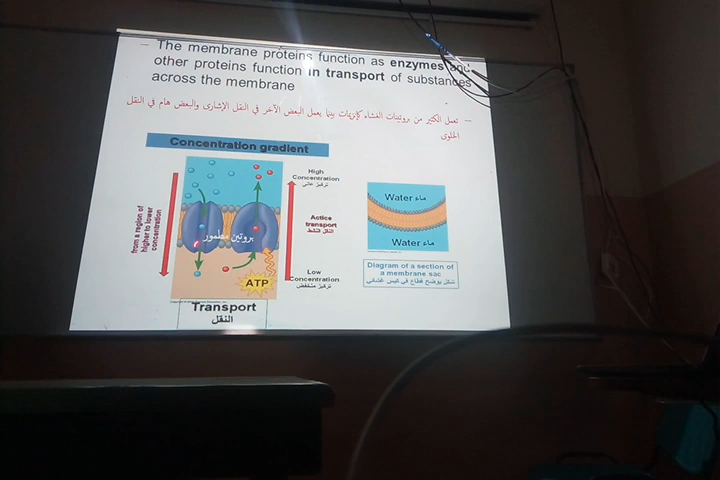 – The membrane proteins function as enzymes and
other proteins function in transport of substances
across the membrane
– تعمل الكثير من بروتينات الغشاء كإنزيمات بينما يعمل البعض الآخر في النقل الإشارى والبعض هام في النقل
الخلوى
Concentration gradient
from a region of
higher to lower
concentration
بروتين مطمور
ATP
High
Concentration
تركيز عالى
Actice
transport
النقل النشط
Low
Concentration
تركيز منخفض
Transport
النقل
Water ماء
Water ماء
Diagram of a section of
a membrane sac
شكل يوضح قطاع في كيس غشائي